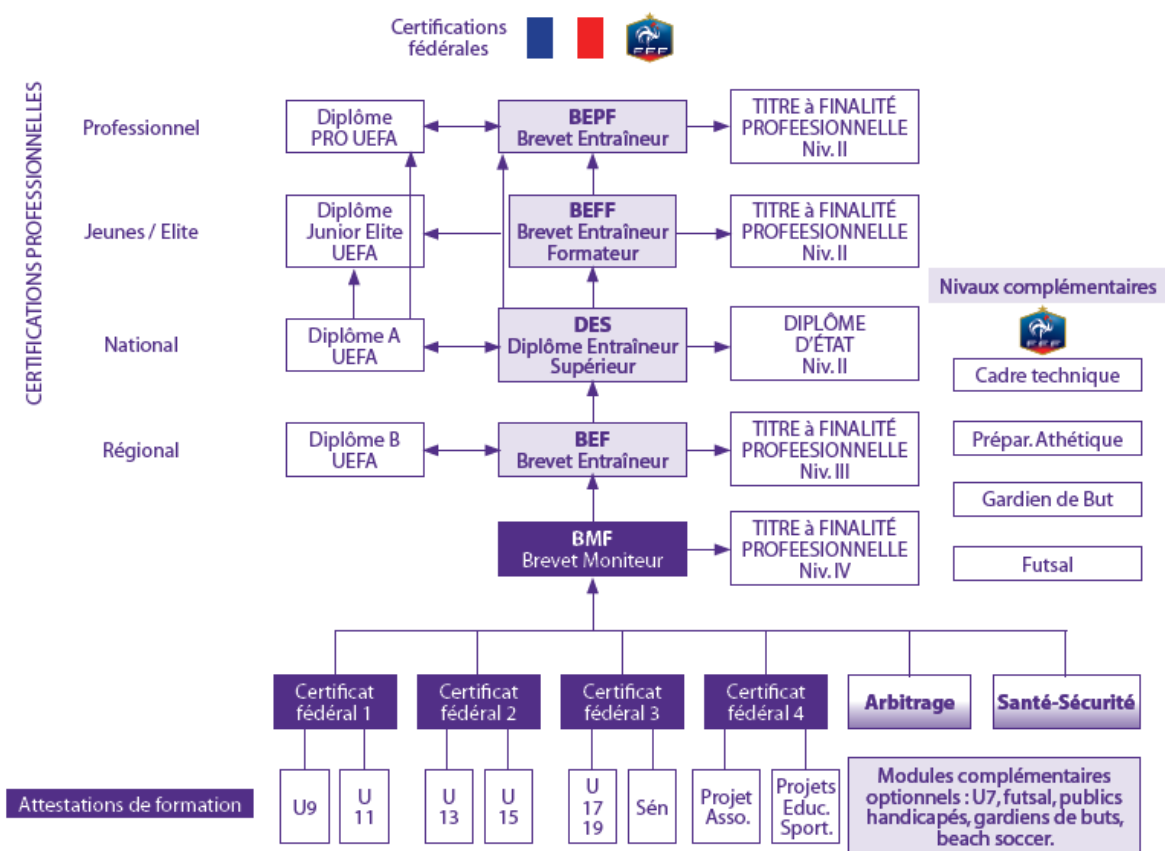 Certifications
fédérales
FFF
CERTIFICATIONS PROFESSIONNELLES
Professionnel
Diplôme
PRO UEFA
BEPF
Brevet Entraîneur
TITRE à FINALITÉ
PROFEESIONNELLE
Niv. II
Jeunes / Elite
Diplôme
Junior Elite
UEFA
BEFF
Brevet Entraîneur
Formateur
TITRE à FINALITÉ
PROFEESIONNELLE
Niv. II
National
Diplôme A
UEFA
DES
Diplôme Entraîneur
Supérieur
DIPLÔME
D'ÉTAT
Niv. II
Régional
Diplôme B
UEFA
BEF
Brevet Entraîneur
TITRE à FINALITÉ
PROFEESIONNELLE
Niv. III
BMF
Brevet Moniteur
TITRE à FINALITÉ
PROFEESIONNELLE
Niv. IV
Nivaux complémentaires
FFF
Cadre technique
Prépar. Athétique
Gardien de But
Futsal
Certificat
fédéral 1
Certificat
fédéral 2
Certificat
fédéral 3
Certificat
fédéral 4
Arbitrage
Santé-Sécurité
Attestations de formation
U9
U
11
U
13
U
15
U
17
19
Sén
Projet
Asso.
Projets
Educ.
Sport.
Modules complémentaires
optionnels : U7, futsal, publics
handicapés, gardiens de buts,
beach soccer.